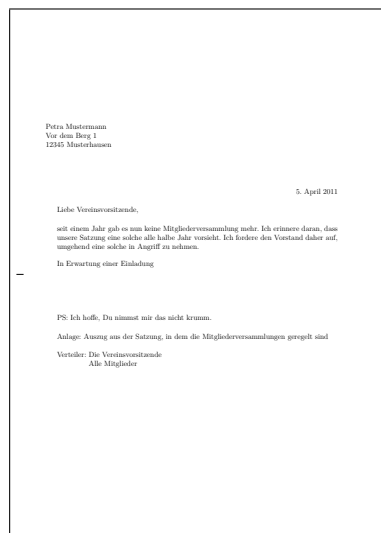 Petra Mustermann
Vor dem Berg 1
12345 Musterhausen
5. April 2011
Liebe Vereinsvorsitzende,
seit einem Jahr gab es nun keine Mitgliederversammlung mehr. Ich erinnere daran, dass
unsere Satzung eine solche alle halbe Jahr vorsieht. Ich fordere den Vorstand daher auf,
umgehend eine solche in Angriff zu nehmen.
In Erwartung einer Einladung
PS: Ich hoffe, Du nimmst mir das nicht krumm.
Anlage: Auszug aus der Satzung, in dem die Mitgliederversammlungen geregelt sind
Verteiler: Die Vereinsvorsitzende
Alle Mitglieder